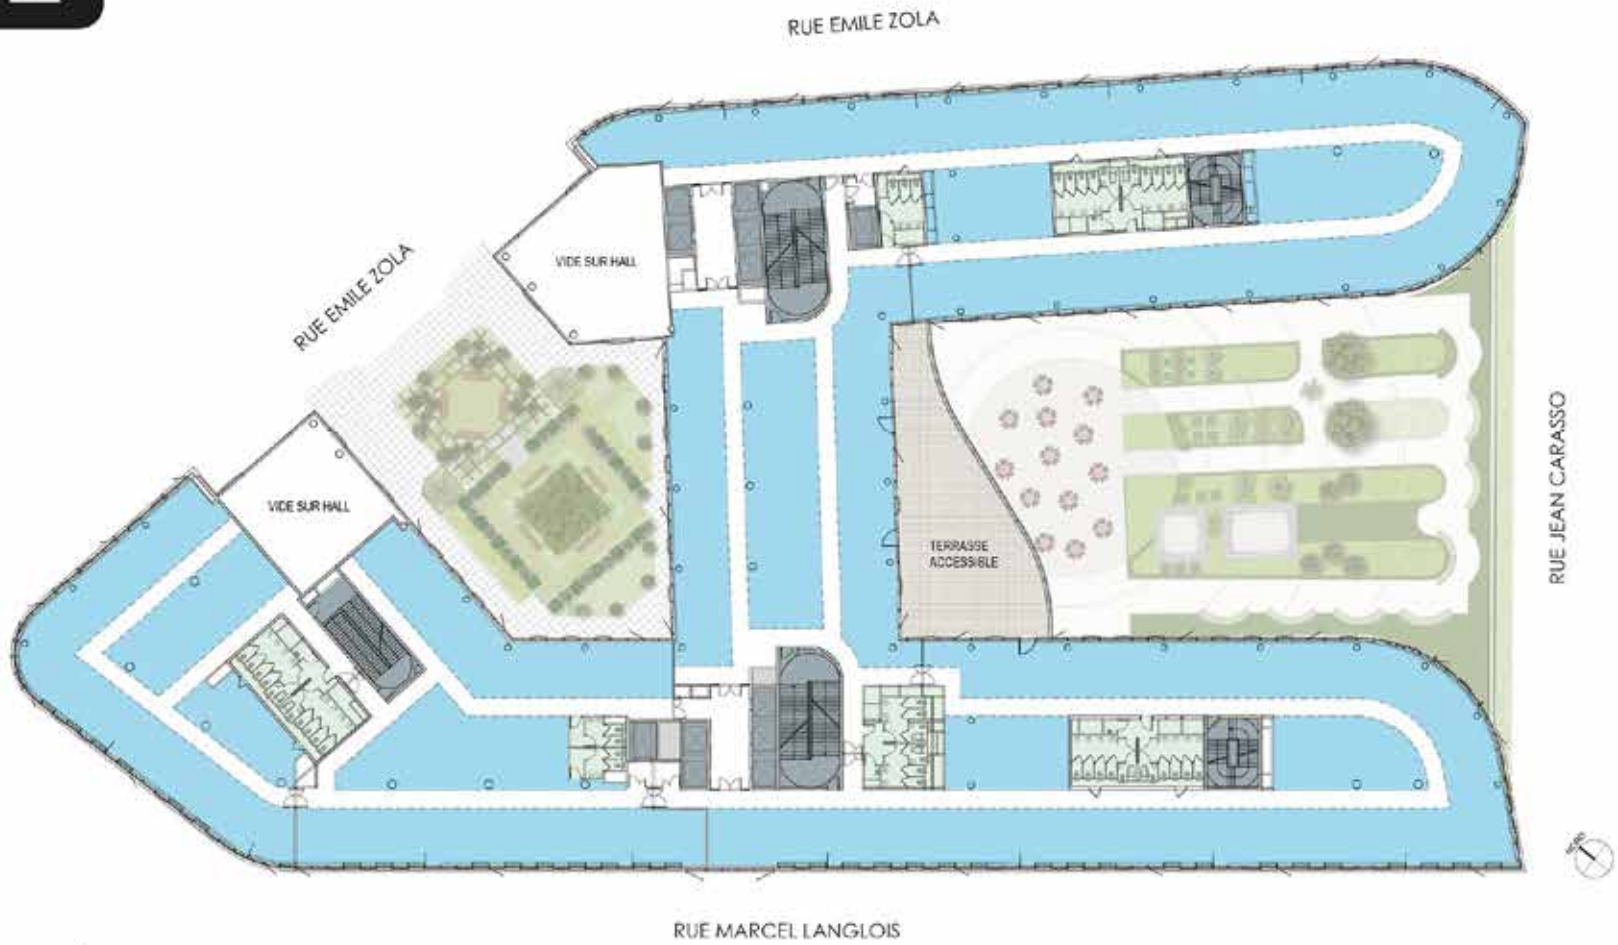 RUE EMILE ZOLA
RUE EMILE ZOLA
VIDE SUR HALL
VIDE SUR HALL
TERRASSE
ACCESSIBLE
RUE JEAN CARASSO
NORD
RUE MARCEL LANGLOIS